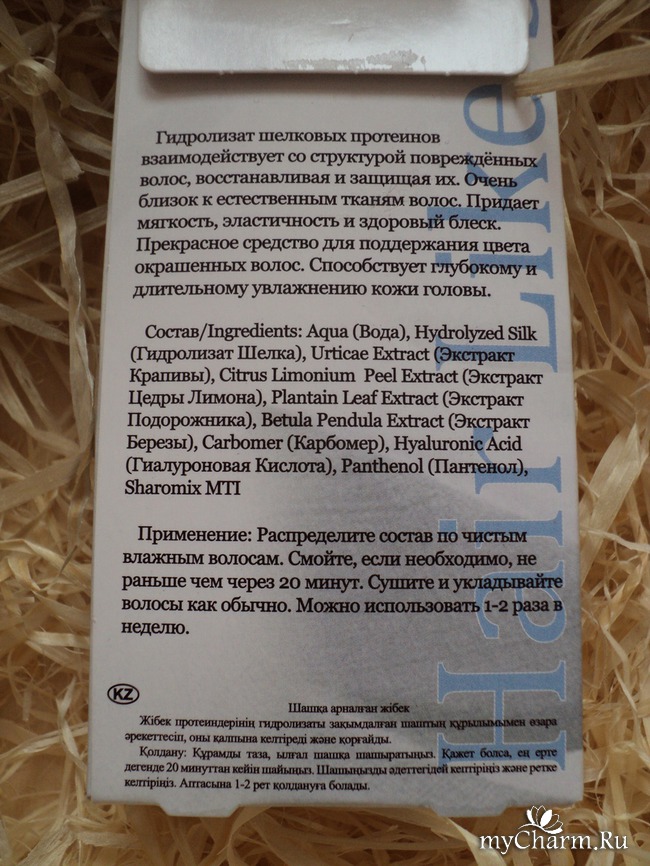 Гидролизат шелковых протеинов
взаимодействует со структурой повреждённых
волос, восстанавливая и защищая их. Очень
близок к естественным тканям волос. Придает
мягкость, эластичность и здоровый блеск.
Прекрасное средство для поддержания цвета
окрашенных волос. Способствует глубокому и
длительному увлажнению кожи головы.
Состав/Ingredients: Aqua (Вода), Hydrolyzed Silk
(Гидролизат Шелка), Urticae Extract (Экстракт
Крапивы), Citrus Limonium Peel Extract (Экстракт
Цедры Лимона), Plantain Leaf Extract (Экстракт
Подорожника), Betula Pendula Extract (Экстракт
Березы), Carbomer (Карбомер), Hyaluronic Acid
(Гиалуроновая Кислота), Panthenol (Пантенол),
Sharomix MTI
Применение: Распределите состав по чистым
влажным волосам. Смойте, если необходимо, не
раньше чем через 20 минут. Сушите и укладывайте
волосы как обычно. Можно использовать 1-2 раза в
неделю.
Hair Like
KZ
Шашқа арналған жібек
Жібек протеиндерінің гидролизаты зақымдалған шаштың құрылымымен өзара
әрекеттесіп, оны қалпына келтіреді және қорғайды.
Қолдану: Құрамды таза, ылғал шашқа шашыратыңыз. Қажет болса, ең ерте
дегенде 20 минуттан кейін шайыңыз. Шашыңызды әдеттегідей кептіріңіз және ретке
келтіріңіз. Аптасына 1-2 рет қолдануға болады.
myCharm.Ru